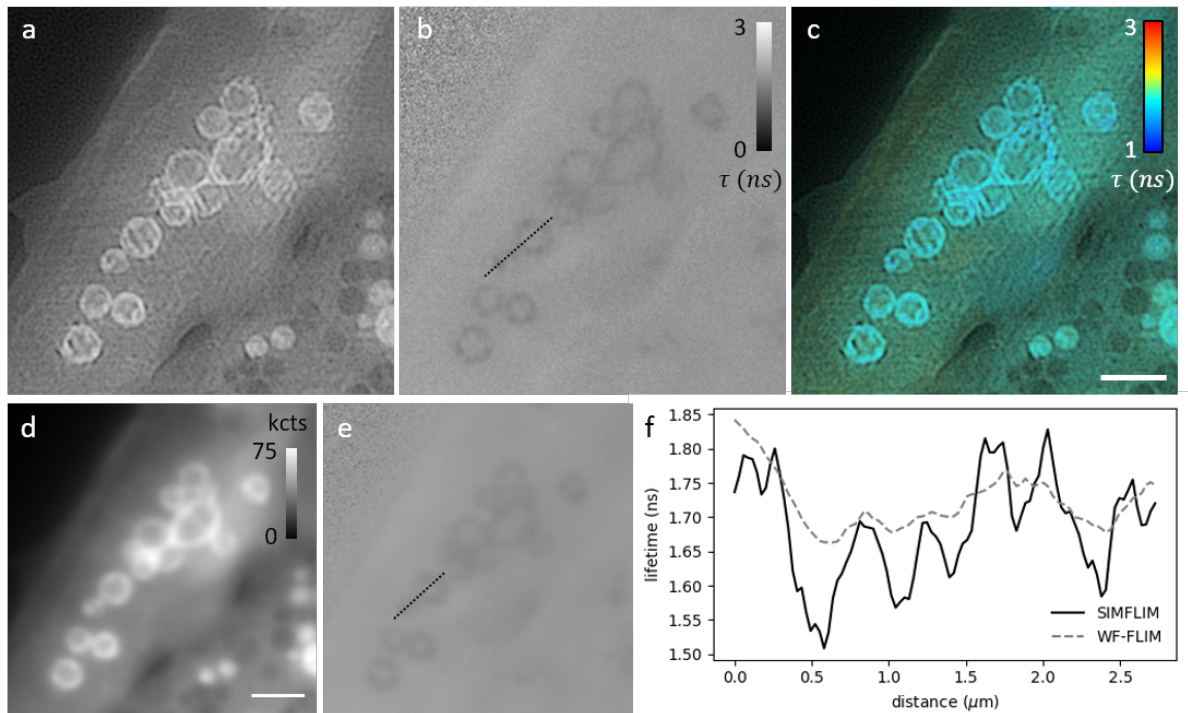 a
b
3
0
τ (ns)
c
3
1
τ (ns)
d
kcts
75
0
e
f
1.85
1.80
1.75
1.70
1.65
1.60
1.55
1.50
lifetime (ns)
SIMFLIM
WF-FLIM
0.0 0.5 1.0 1.5 2.0 2.5
distance (μm)